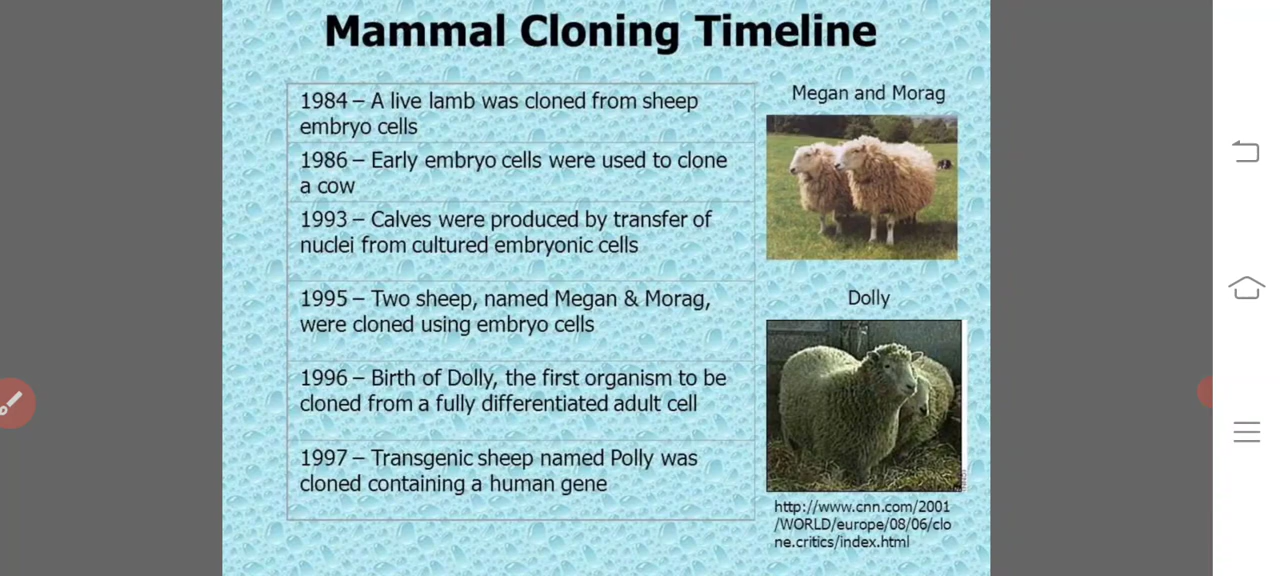 Mammal Cloning Timeline
1984 – A live lamb was cloned from sheep
embryo cells
1986 – Early embryo cells were used to clone
a cow
1993 – Calves were produced by transfer of
nuclei from cultured embryonic cells
1995 – Two sheep, named Megan & Morag,
were cloned using embryo cells
1996 – Birth of Dolly, the first organism to be
cloned from a fully differentiated adult cell
1997 – Transgenic sheep named Polly was
cloned containing a human gene
Megan and Morag
Dolly
http://www.cnn.com/2001
/WORLD/europe/08/06/clo
ne.critics/index.html